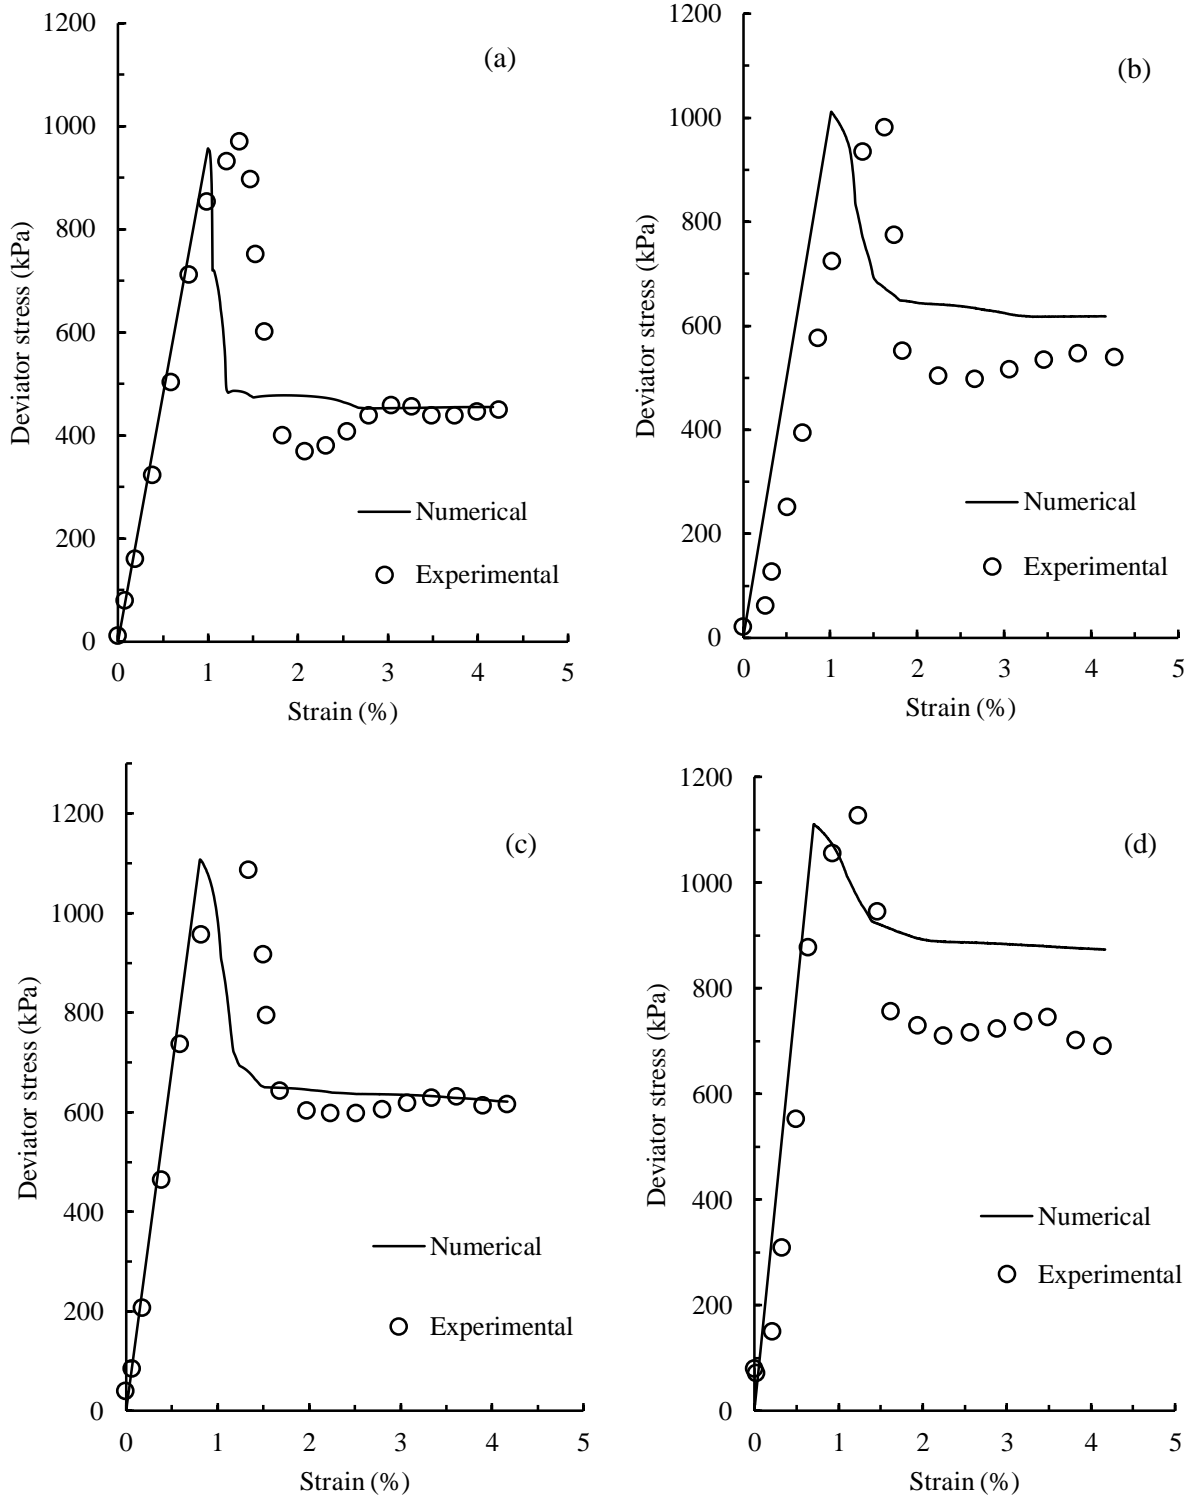 (a)
1200
1000
800
600
400
200
0
Deviator stress (kPa)
Numerical
Experimental
0 1 2 3 4 5
Strain (%)
(b)
1200
1000
800
600
400
200
0
Deviator stress (kPa)
Numerical
Experimental
0 1 2 3 4 5
Strain (%)
(c)
1200
1000
800
600
400
200
0
Deviator stress (kPa)
Numerical
Experimental
0 1 2 3 4 5
Strain (%)
(d)
1200
1000
800
600
400
200
0
Deviator stress (kPa)
Numerical
Experimental
0 1 2 3 4 5
Strain (%)